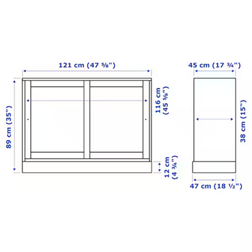 121 cm (47 ⅝")
45 cm (17 ¾")
116 cm
(45 ⅝")
89 cm (35")
38 cm (15")
12 cm
(4 ¾")
47 cm (18 ½")